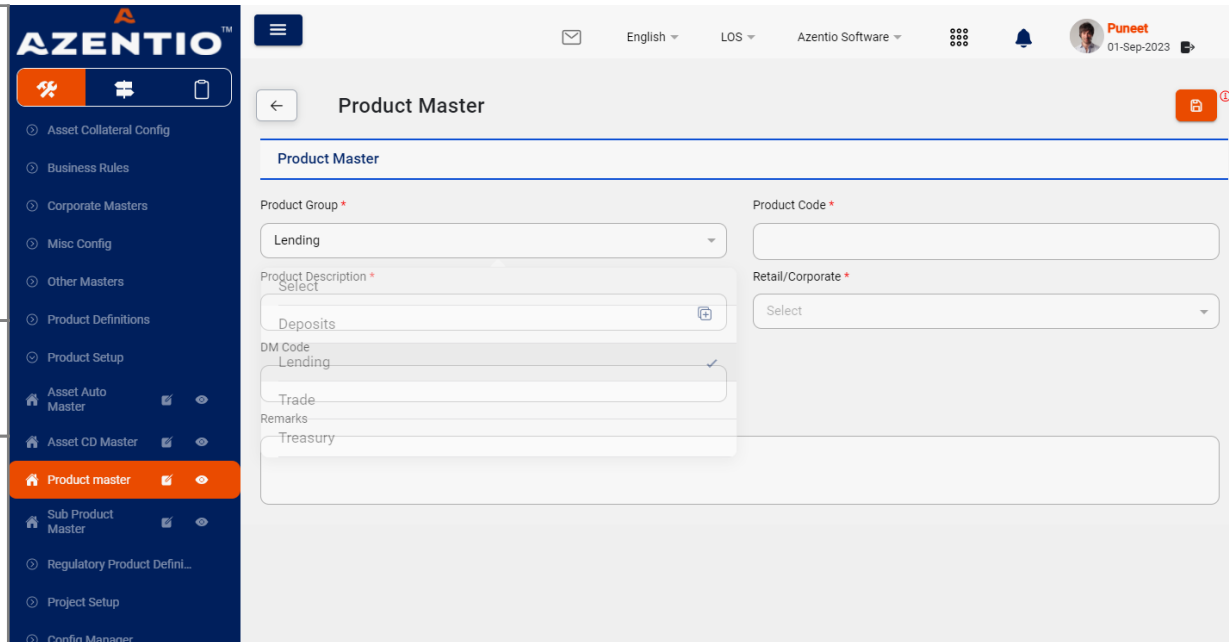 AZENTIO™
English
LOS
Azentio Software
Puneet
01-Sep-2023
Asset Collateral Config
Business Rules
Corporate Masters
Misc Config
Other Masters
Product Definitions
Product Setup
Asset Auto
Master
Asset CD Master
Product master
Sub Product
Master
Regulatory Product Defini...
Project Setup
Config Manager
Product Master
Product Master
Product Group *
Lending
Product Code *
Product Description *
Select
Deposits
DM Code
Lending
Trade
Remarks
Treasury
Retail/Corporate *
Select